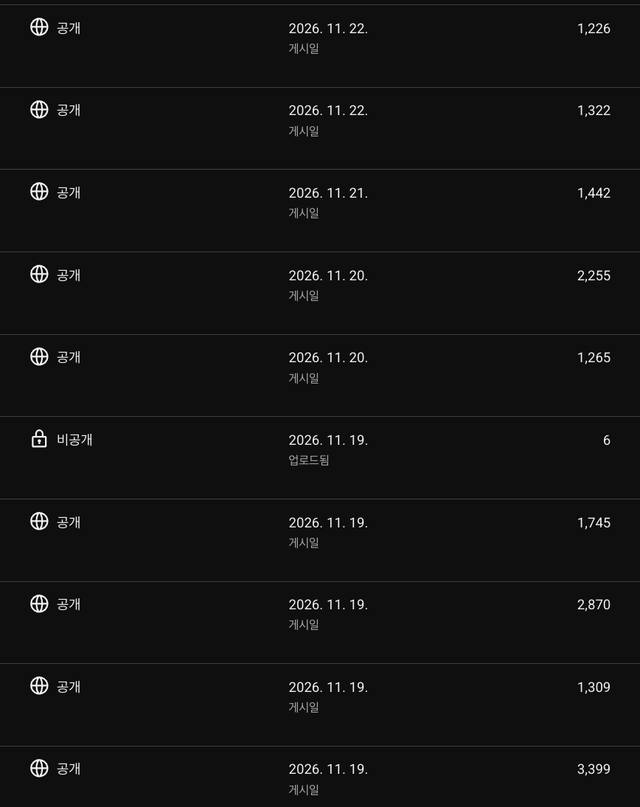 공개 2026. 11. 22. 1,226
게시일
공개 2026. 11. 22. 1,322
게시일
공개 2026. 11. 21. 1,442
게시일
공개 2026. 11. 20. 2,255
게시일
공개 2026. 11. 20. 1,265
게시일
비공개 2026. 11. 19. 6
업로드됨
공개 2026. 11. 19. 1,745
게시일
공개 2026. 11. 19. 2,870
게시일
공개 2026. 11. 19. 1,309
게시일
공개 2026. 11. 19. 3,399
게시일